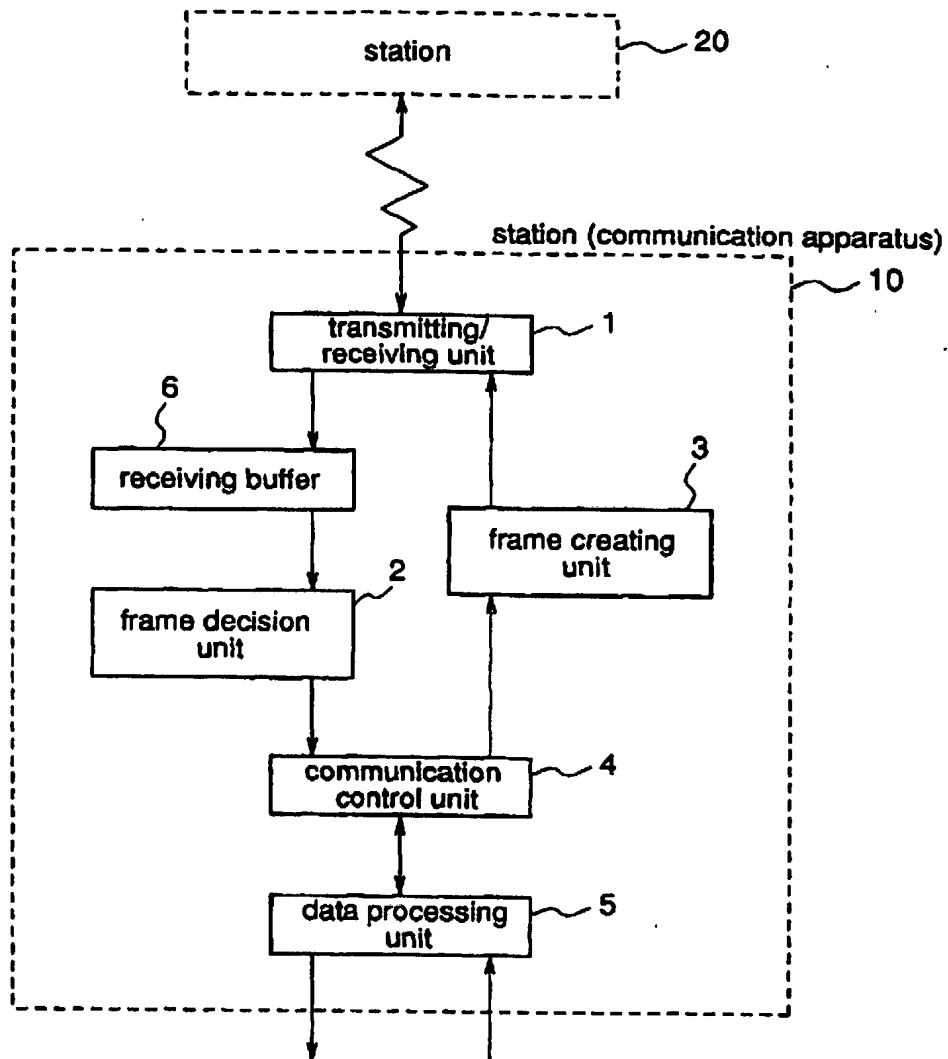 station
20
station (communication apparatus)
10
transmitting/
receiving unit
1
6
receiving buffer
3
frame creating
unit
2
frame decision
unit
communication
control unit
4
data processing
unit
5